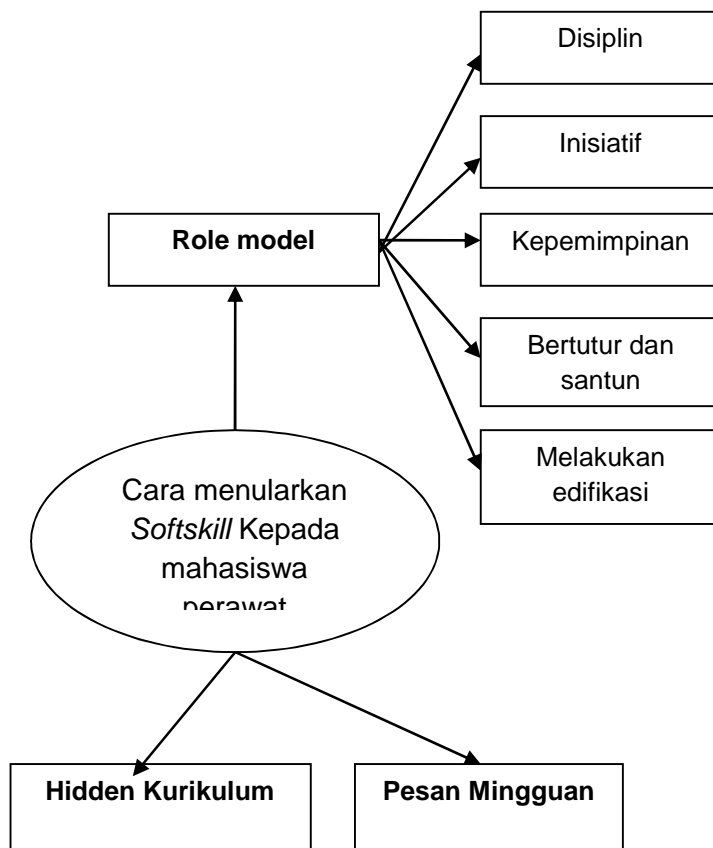 Disiplin
Inisiatif
Role model
Kepemimpinan
Bertutur dan
santun
Melakukan
edifikasi
Cara menularkan
Softskill Kepada
mahasiswa
perawat
Hidden Kurikulum
Pesan Mingguan